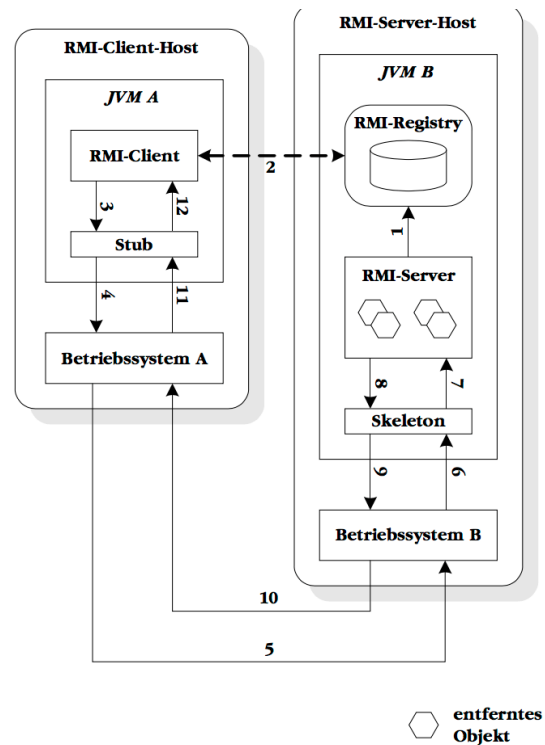 RMI-Client-Host
JVM A
RMI-Client
3
12
Stub
4
11
Betriebssystem A
2
RMI-Server-Host
JVM B
RMI-Registry
1
RMI-Server
8
7
Skeleton
9
6
Betriebssystem B
10
5
entferntes
Objekt